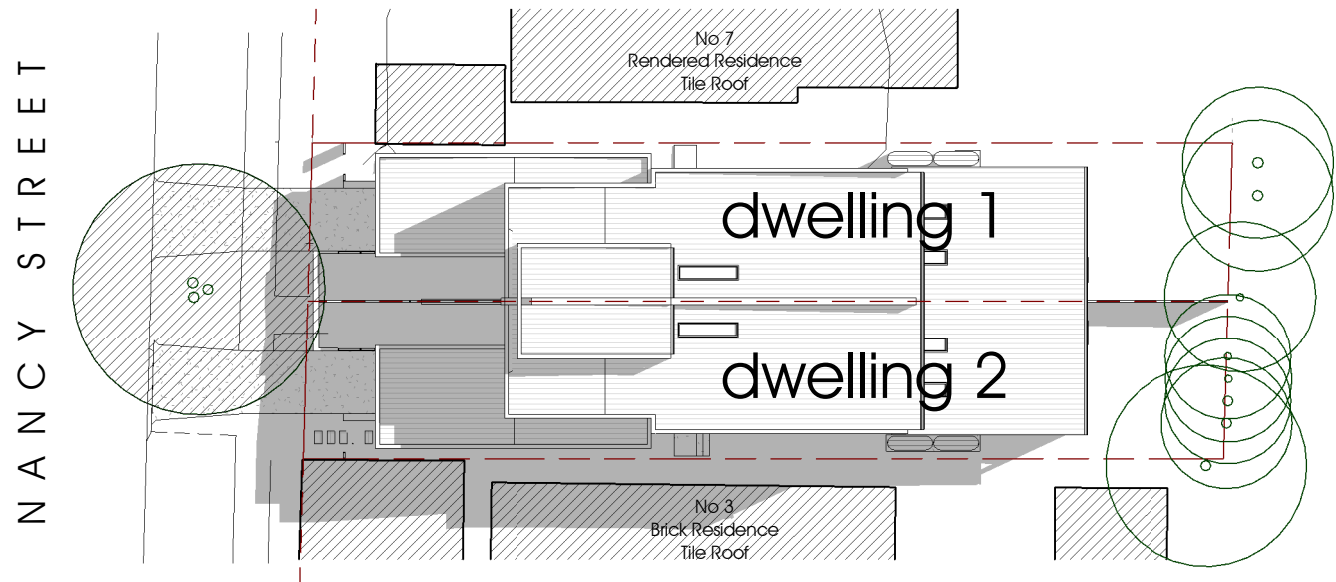 NANCY STREET
No 7
Rendered Residence
Tile Roof
dwelling 1
dwelling 2
No 3
Brick Residence
Tile Roof